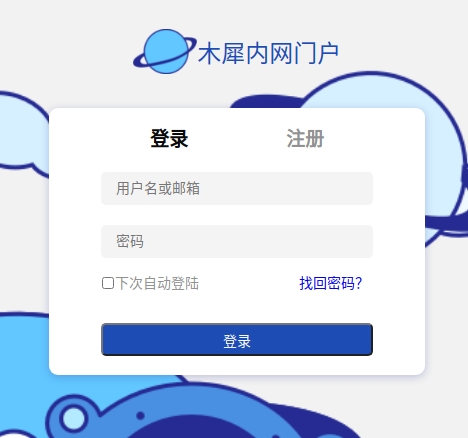 木犀内网门户
登录 注册
用户名或邮箱
密码
下次自动登陆 找回密码?
登录